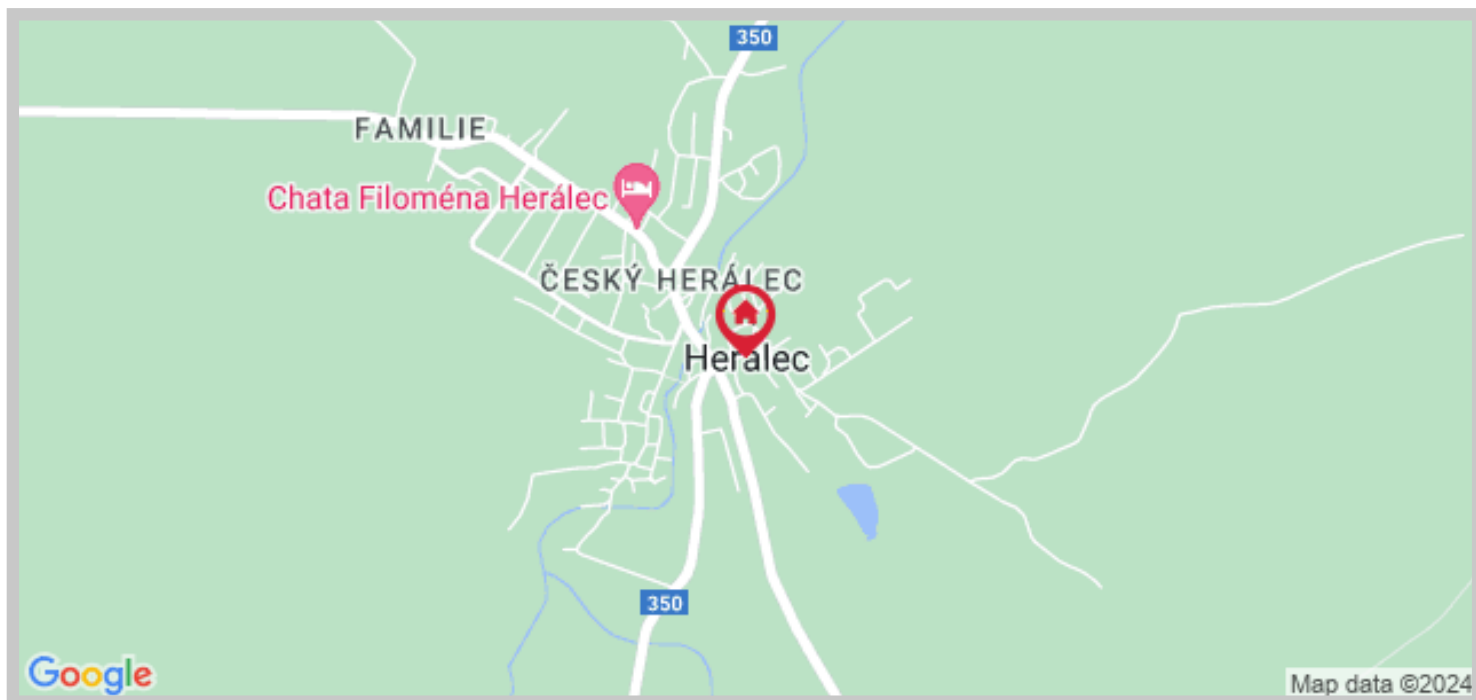 350
FAMILIE
Chata Filoména Herálec
ČESKÝ HERÁLEC
Herálec
350
Google
Map data ©2024